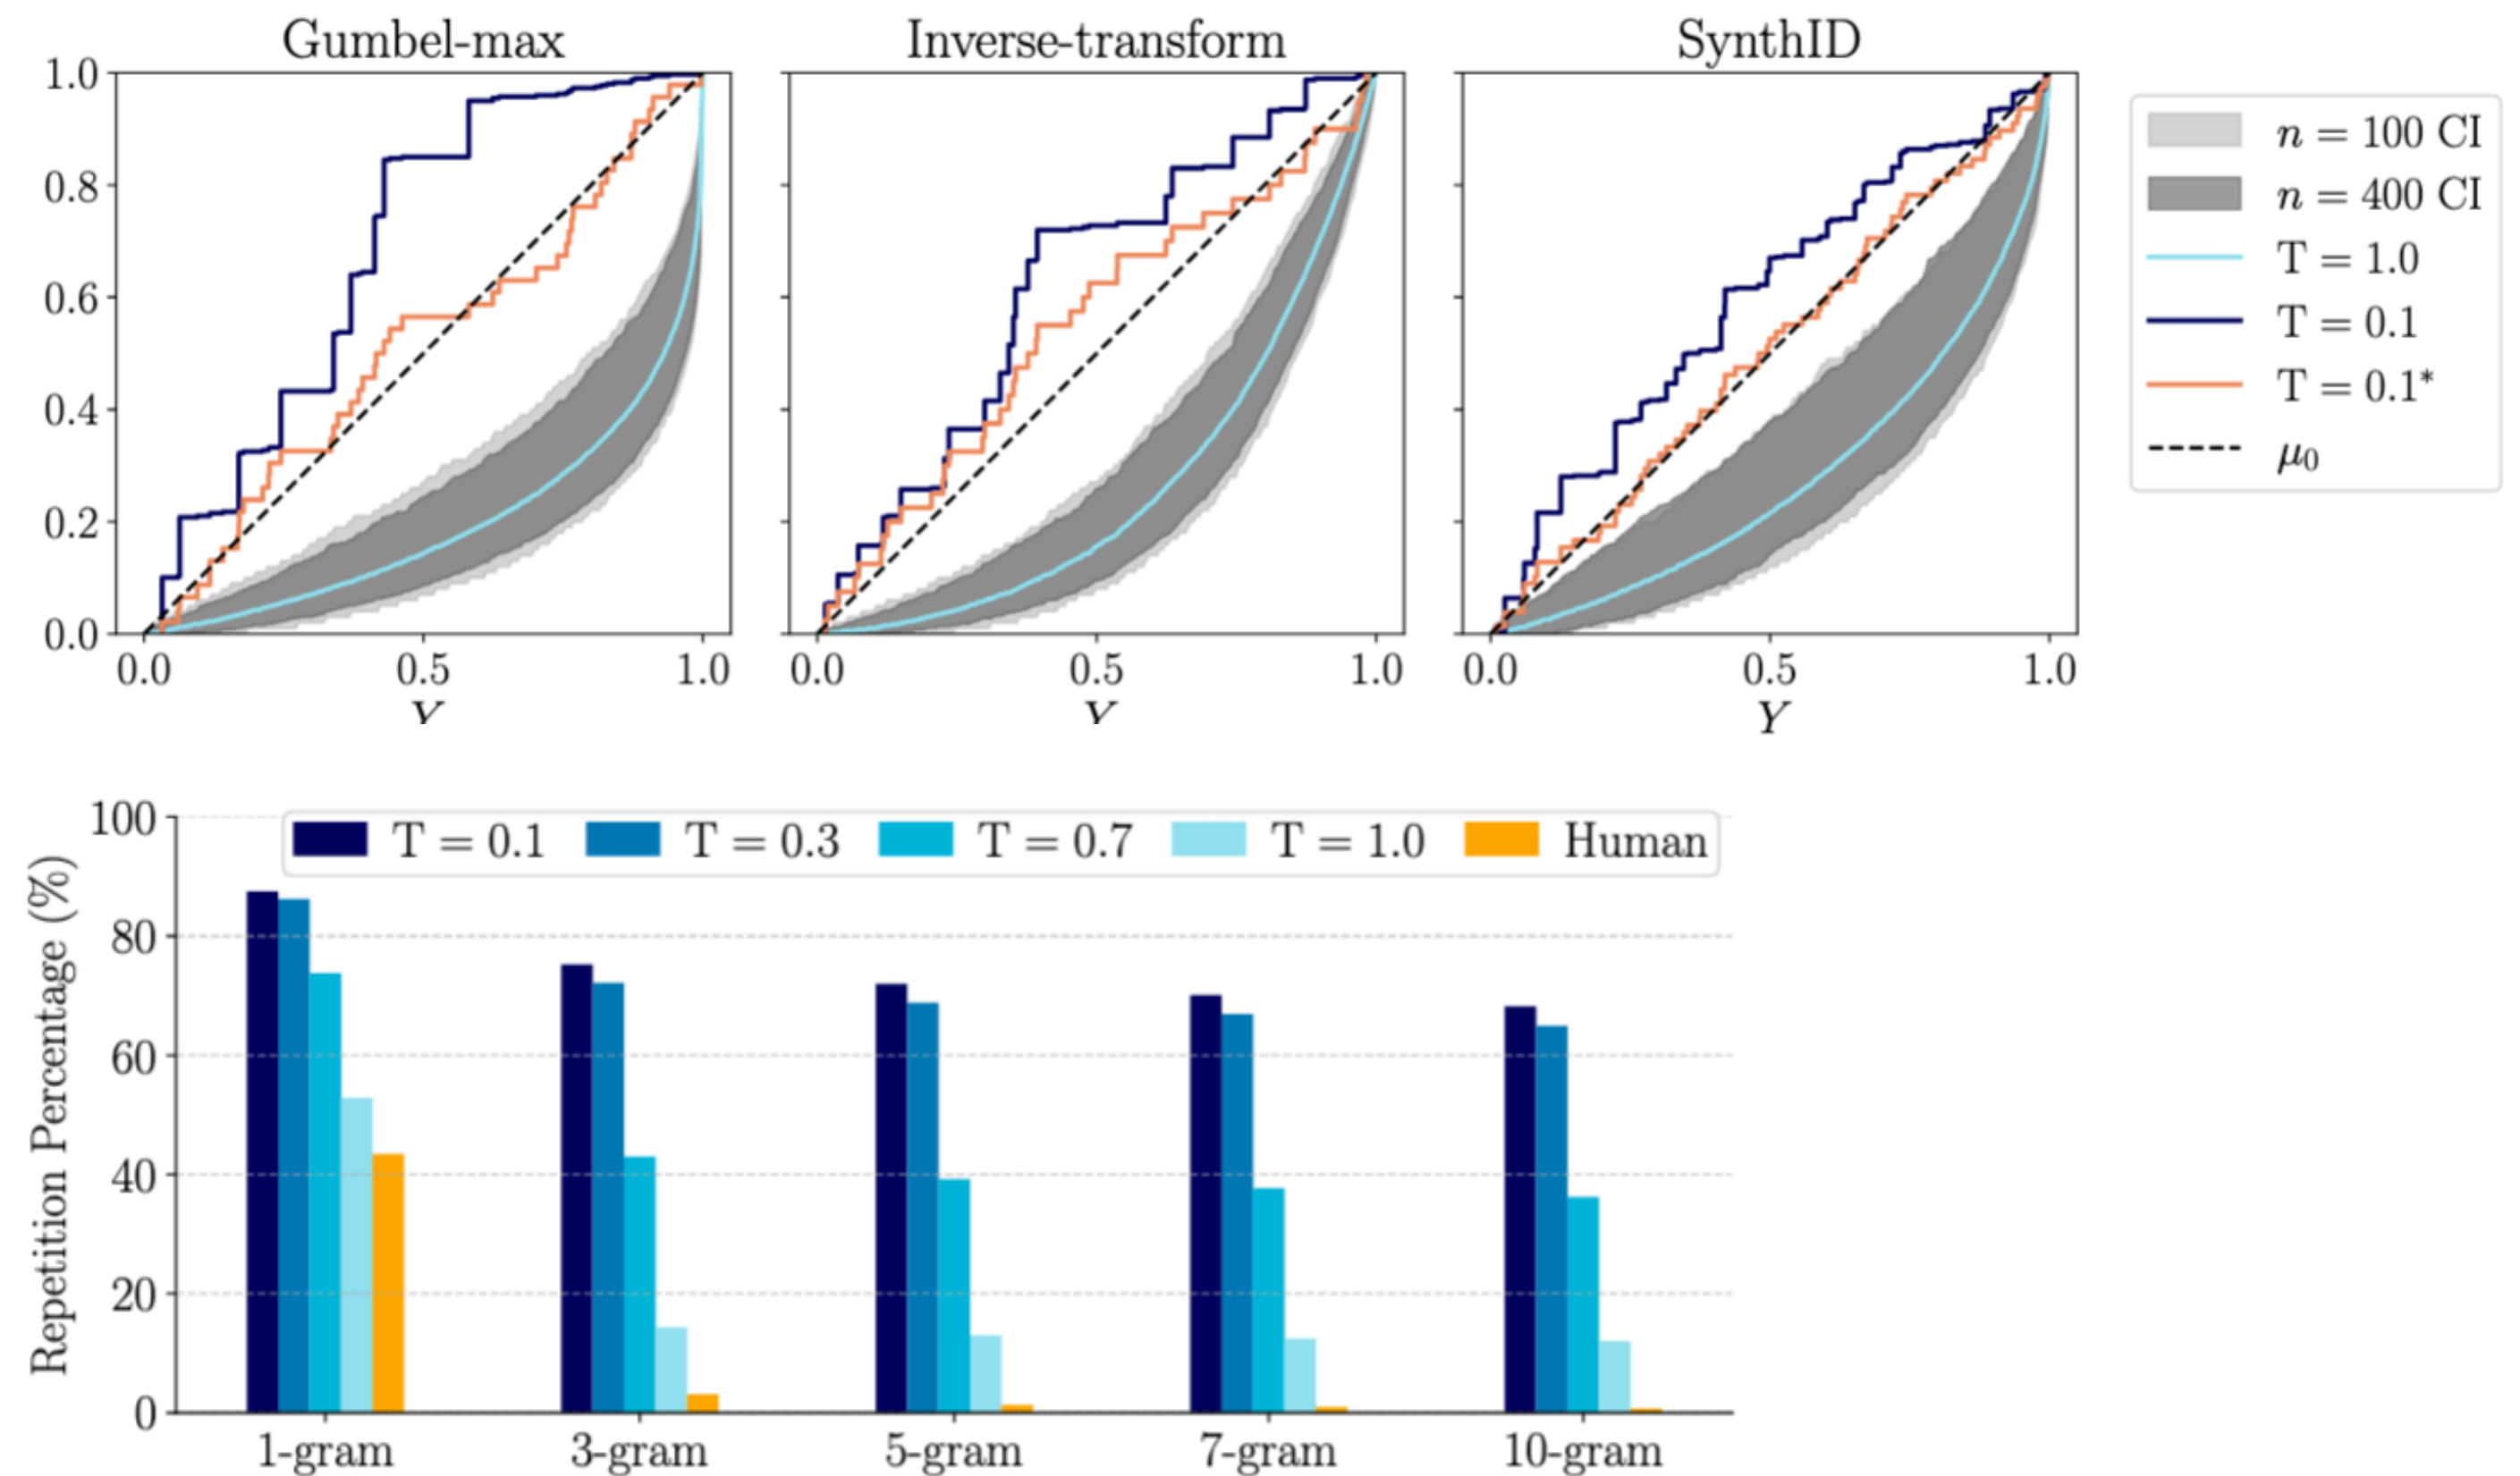 Gumbel-max
Inverse-transform
SynthID
1.0
0.8
0.6
0.4
0.2
0.0
0.0 0.5 1.0
0.0 0.5 1.0
0.0 0.5 1.0
Y
Y
Y
n = 100 CI
n = 400 CI
T = 1.0
T = 0.1
T = 0.1*
μ₀
T = 0.1 T = 0.3 T = 0.7 T = 1.0 Human
Repetition Percentage (%)
100
80
60
40
20
0
1-gram 3-gram 5-gram 7-gram 10-gram